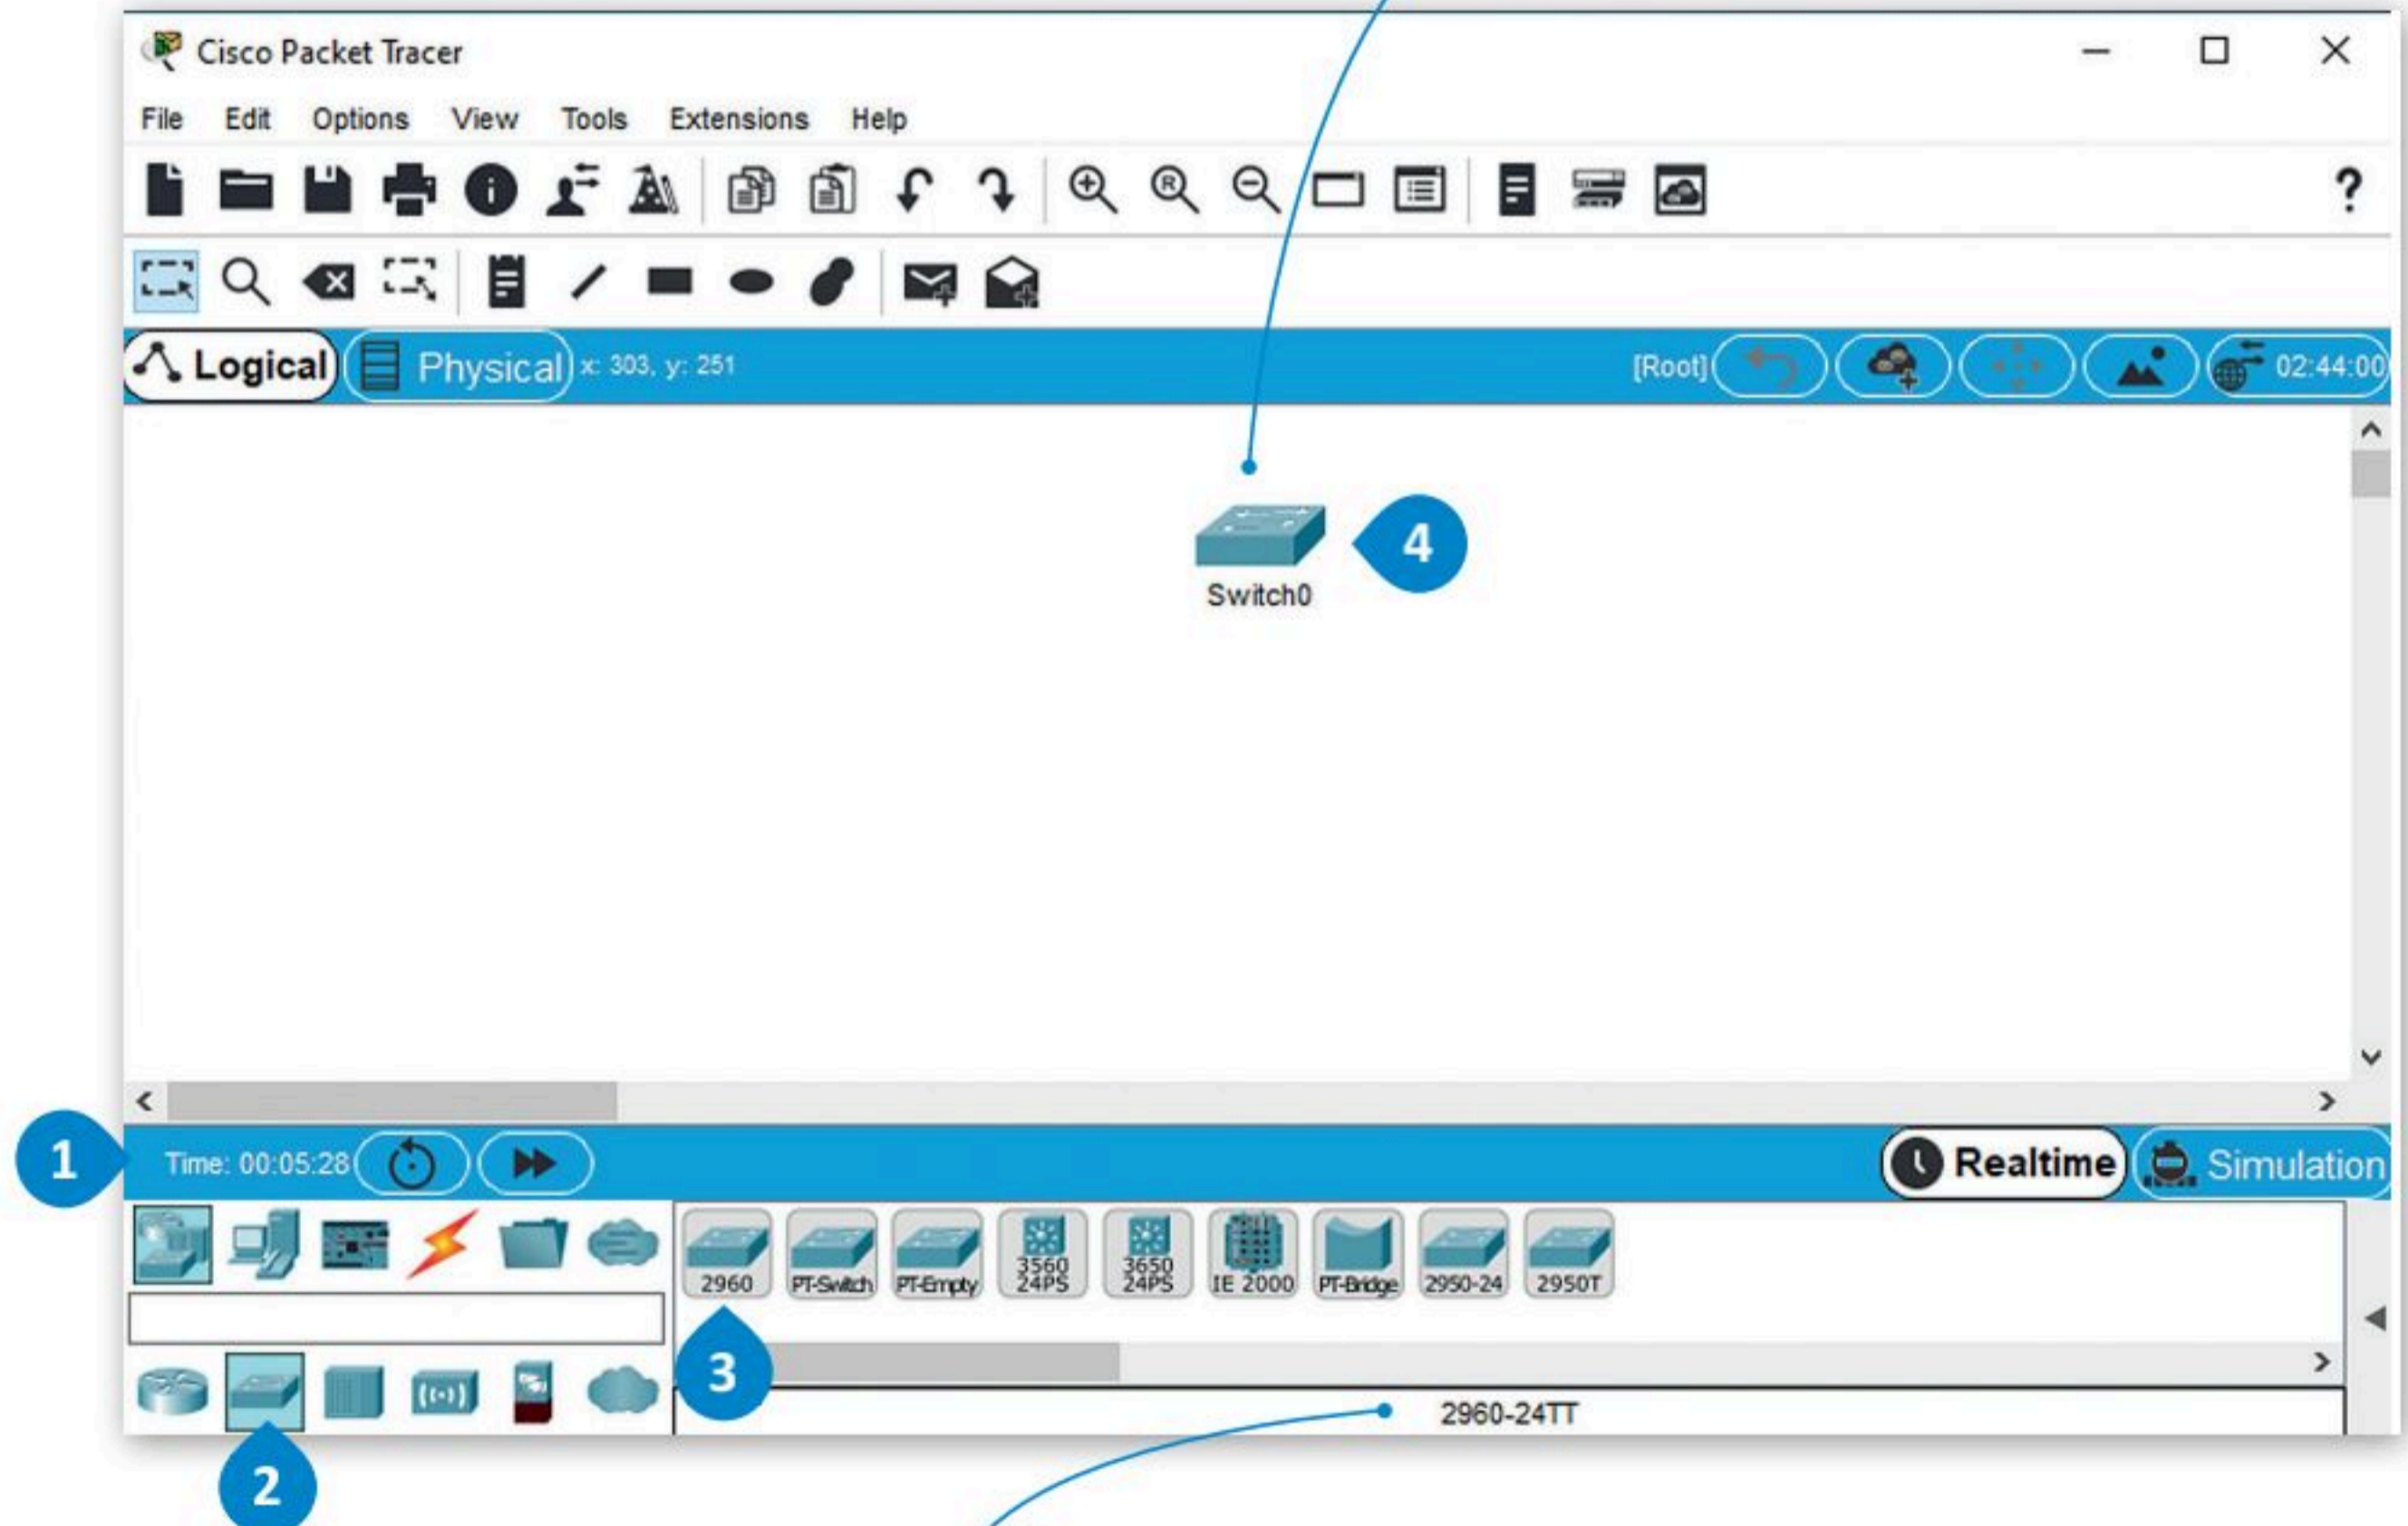 Cisco Packet Tracer
File Edit Options View Tools Extensions Help
Logical Physical x: 303, y: 251 [Root] 02:44:00
4
Switch0
1
Time: 00:05:28 Realtime Simulation
2960 PT-Switch PT-Empty 3560 24PS 3650 24PS IE 2000 PT-Bridge 2950-24 2950T
3
2960-24TT
2